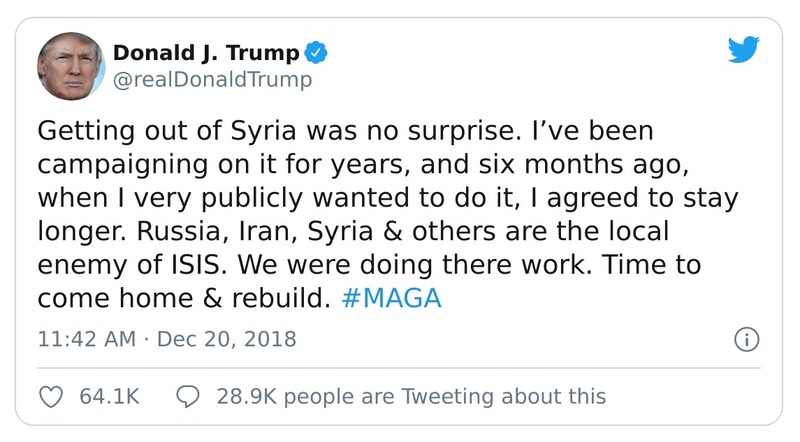 Donald J. Trump
@realDonaldTrump
Getting out of Syria was no surprise. I’ve been
campaigning on it for years, and six months ago,
when I very publicly wanted to do it, I agreed to stay
longer. Russia, Iran, Syria & others are the local
enemy of ISIS. We were doing there work. Time to
come home & rebuild. #MAGA
11:42 AM · Dec 20, 2018
64.1K 28.9K people are Tweeting about this